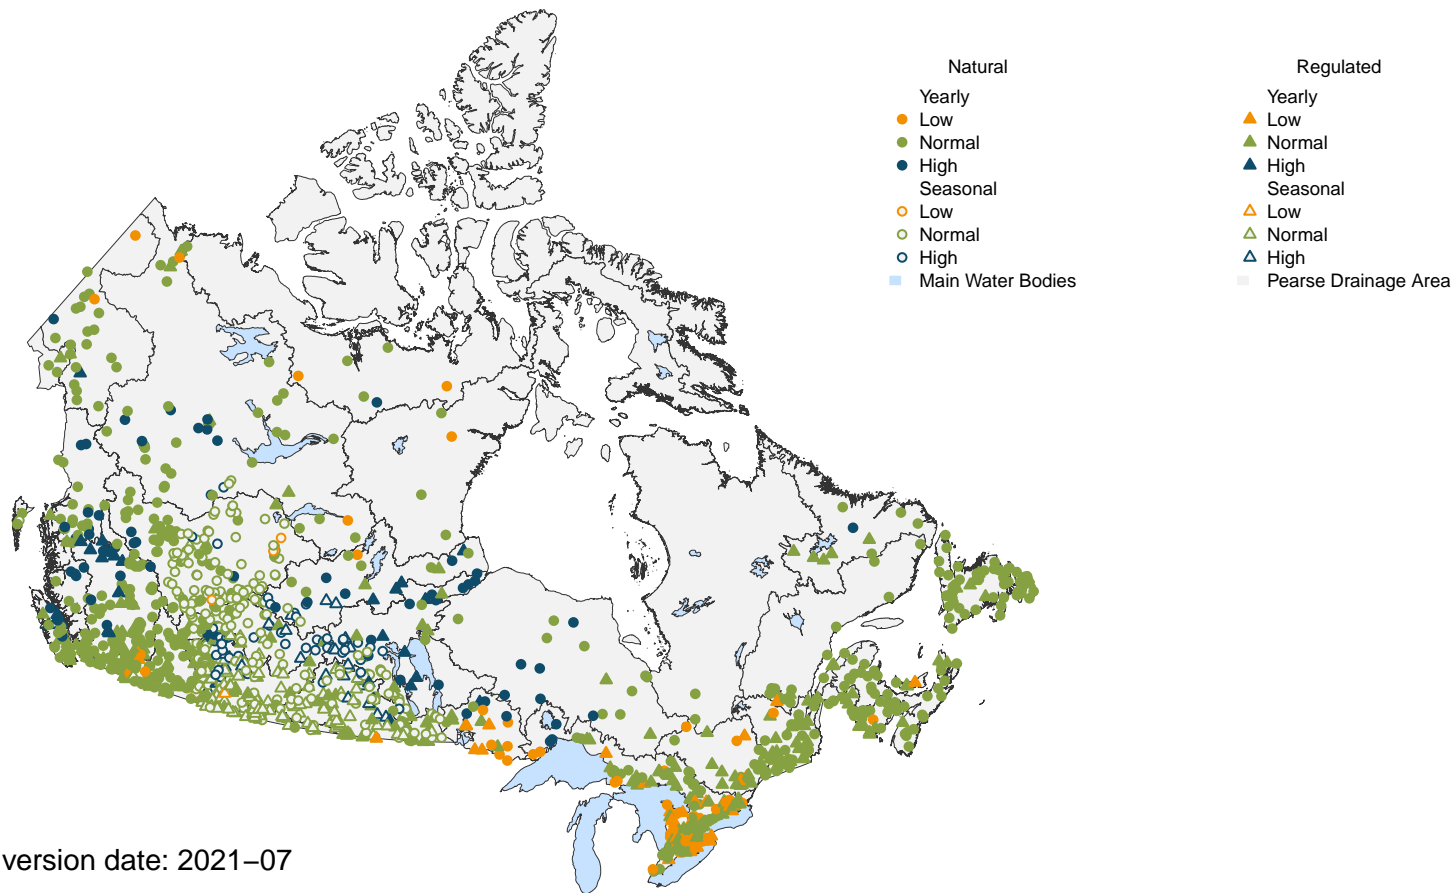 Natural
Yearly
Low
Normal
High
Seasonal
Low
Normal
High
Main Water Bodies
Regulated
Yearly
Low
Normal
High
Seasonal
Low
Normal
High
Pearse Drainage Area
version date: 2021−07